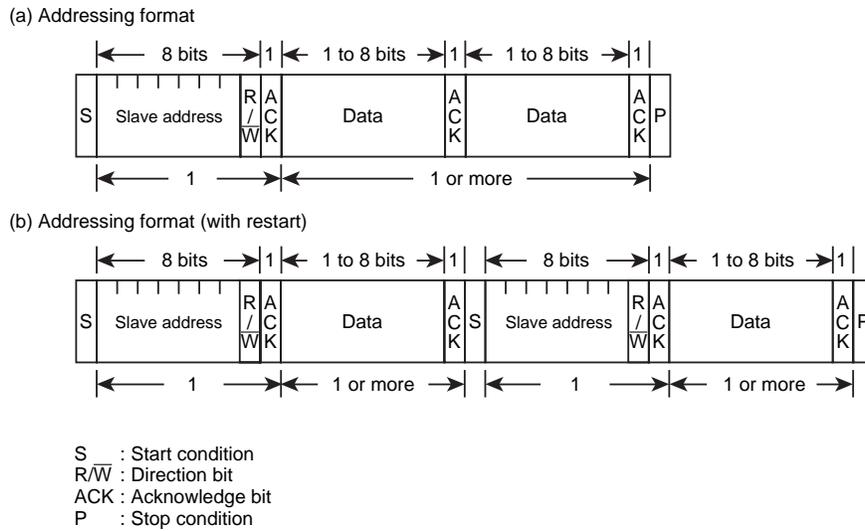 (a) Addressing format
8 bits 1 1 to 8 bits 1 1 to 8 bits 1
S Slave address R/W̅ ACK Data ACK Data ACK P
1 1 or more
(b) Addressing format (with restart)
8 bits 1 1 to 8 bits 1 8 bits 1 1 to 8 bits 1
S Slave address R/W̅ ACK Data ACK S Slave address R/W̅ ACK Data ACK P
1 1 or more 1 1 or more
S : Start condition
R/W̅ : Direction bit
ACK : Acknowledge bit
P : Stop condition